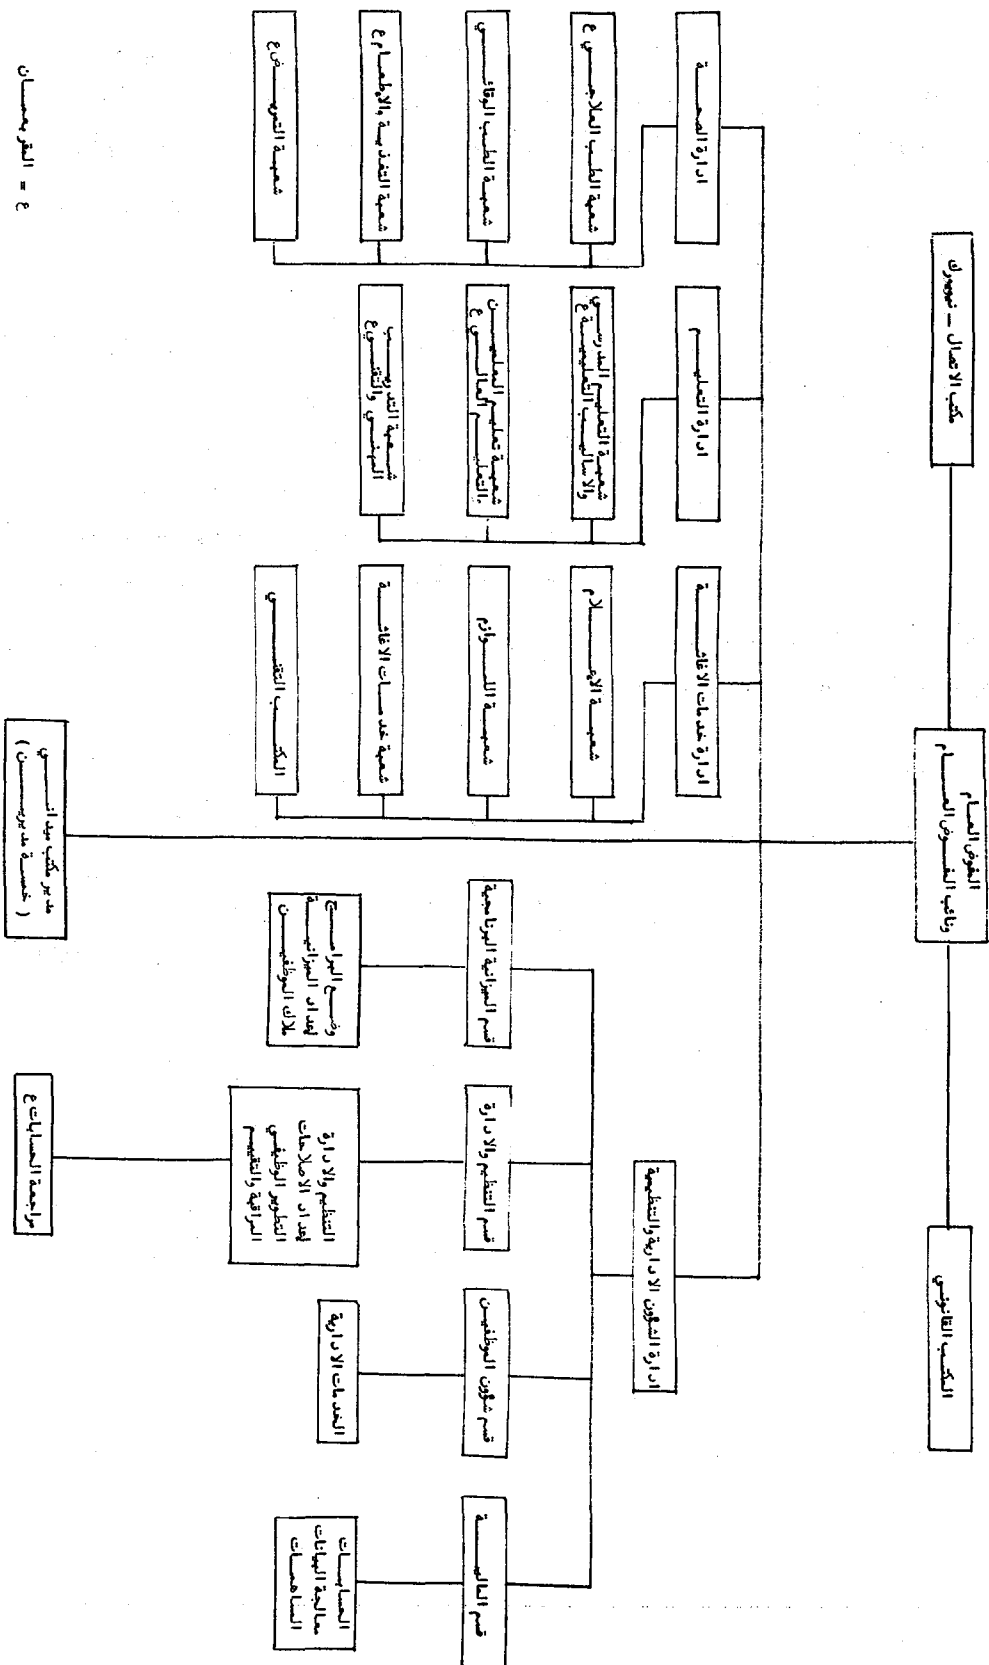 المفوض العام
ونائب المفوض العام
مكتب الاتصال - نيويورك
المكتب القانوني
ادارة الصحة
ادارة التعليم
ادارة خدمات الاغاثة
ادارة الشؤون الادارية والتنظيمية
شعبة الطب العلاجي ع
شعبة الطب الوقائي
شعبة التغذية والاطعام ع
شعبة التمريض ع
شعبة التعليم المدرسي
والاساليب التعليمية ع
شعبة تعليم المعلمين
التعليم العالي ع
شعبة التدريب
المهني والتقني ع
شعبة الاعلام
شعبة اللوازم
شعبة خدمات الاغاثة
المكتب التقني
قسم الميزانية البرنامجية
قسم التنظيم والادارة
قسم شؤون الموظفين
قسم المالية
وضع البرامج
إعداد الميزانية
ملاك الموظفين
التنظيم والادارة
إعداد الاصلاحات
التطوير الوظيفي
المراقبة والتقييم
الخدمات الادارية
الحسابات
معالجة البيانات
المساهمات
مدير مكتب ميداني
( خمسة مديرين )
مراجعة الحسابات ع
ع = المقر بعمان